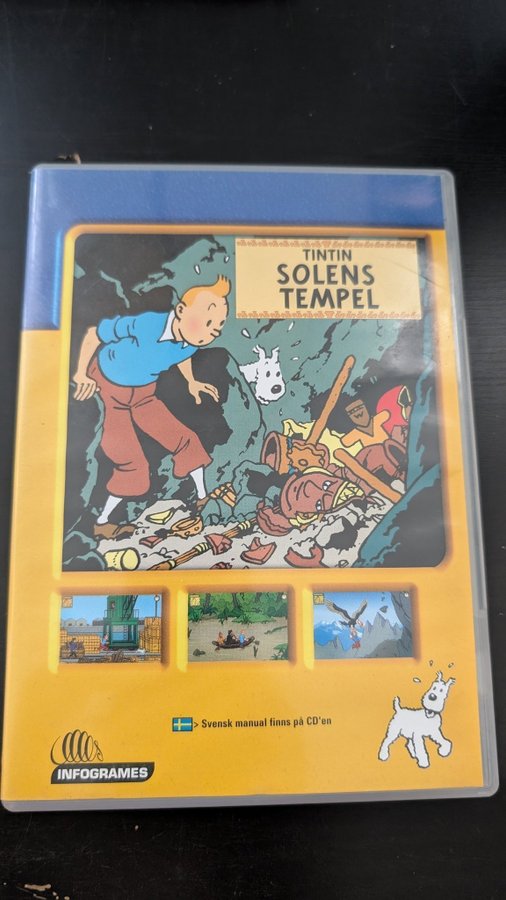 TINTIN
SOLENS
TEMPEL
> Svensk manual finns på CD'en
INFOGRAMES